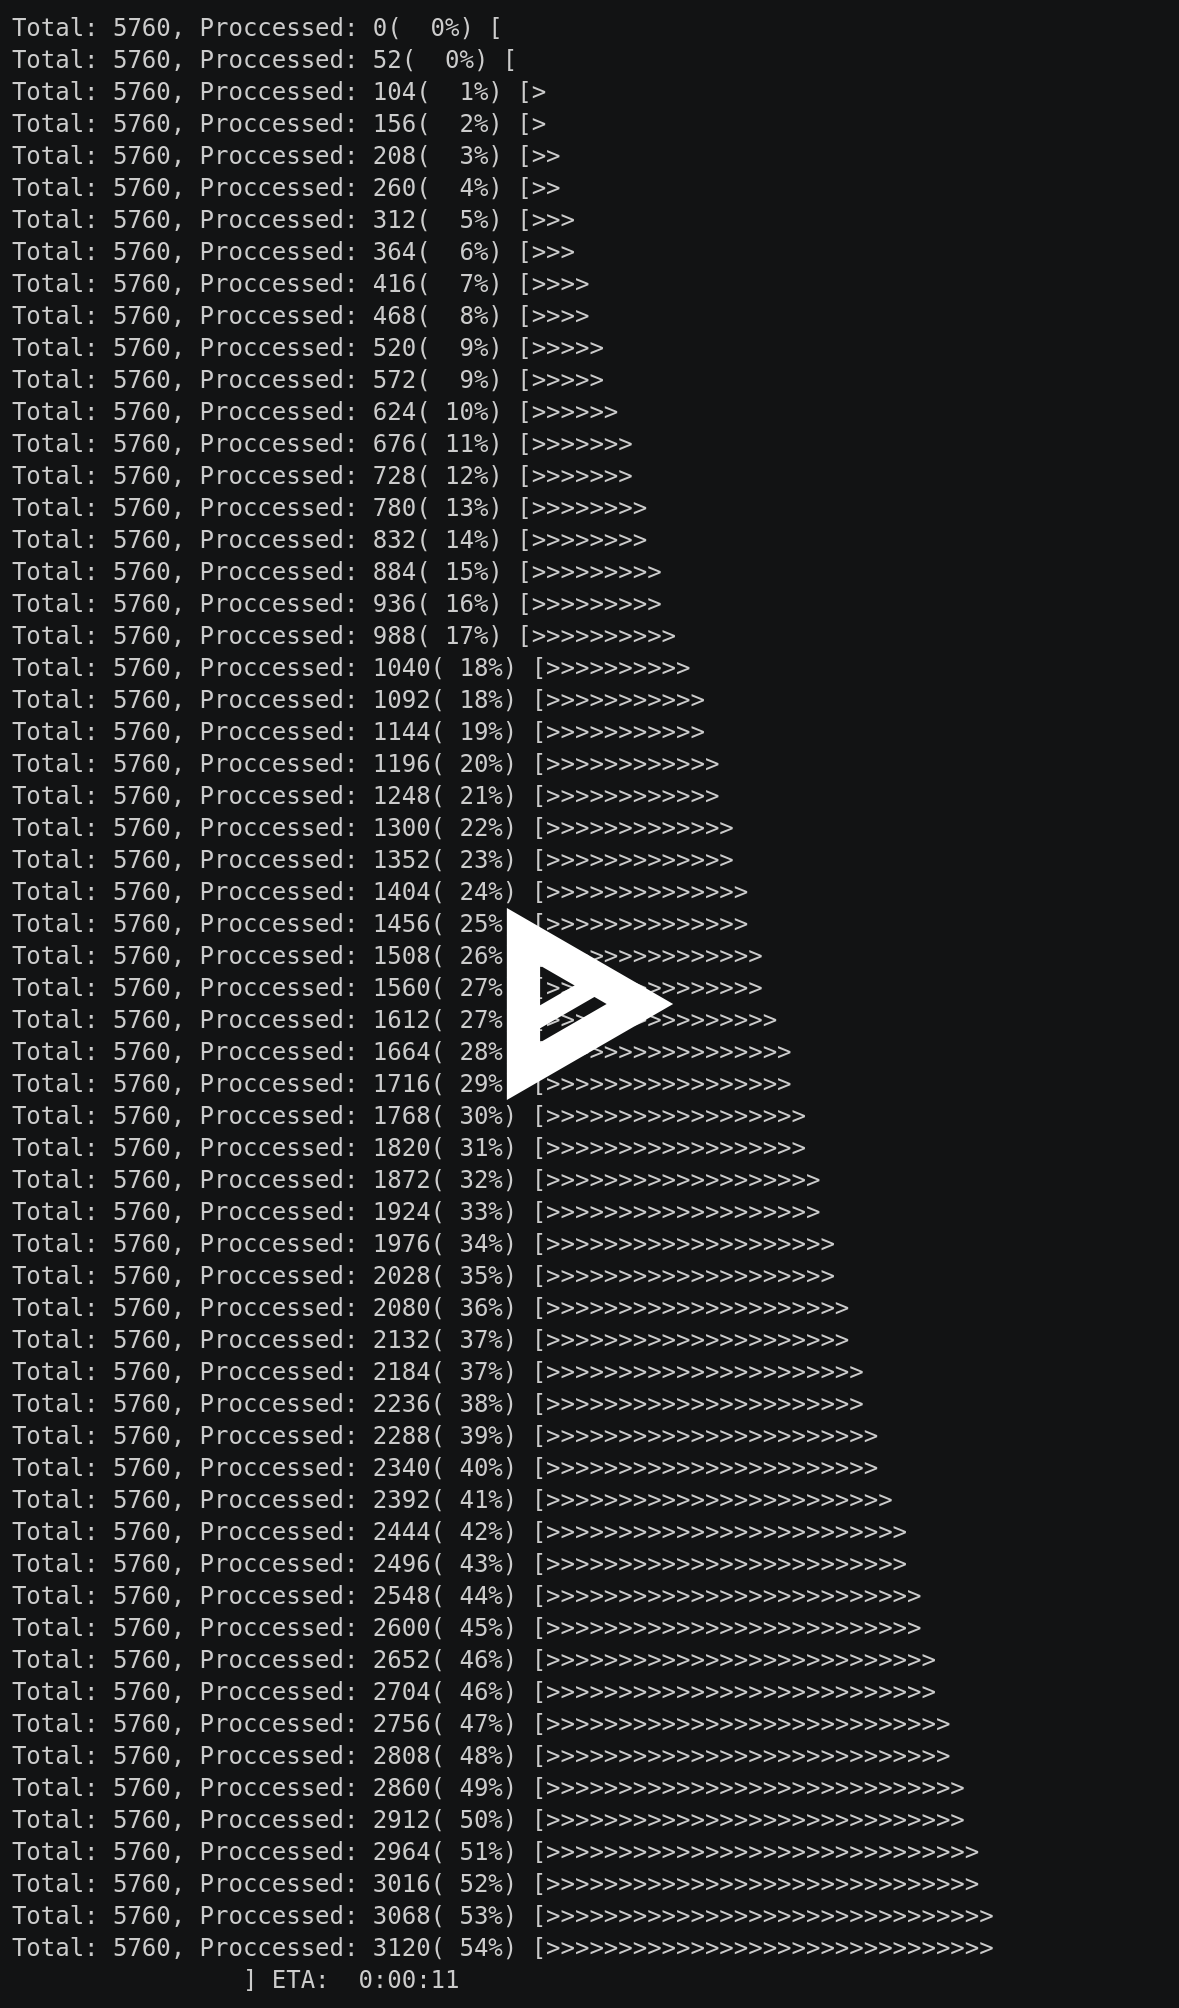 Total: 5760, Proccessed: 0(  0%) [
Total: 5760, Proccessed: 52(  0%) [
Total: 5760, Proccessed: 104(  1%) [>
Total: 5760, Proccessed: 156(  2%) [>
Total: 5760, Proccessed: 208(  3%) [>>
Total: 5760, Proccessed: 260(  4%) [>>
Total: 5760, Proccessed: 312(  5%) [>>>
Total: 5760, Proccessed: 364(  6%) [>>>
Total: 5760, Proccessed: 416(  7%) [>>>>
Total: 5760, Proccessed: 468(  8%) [>>>>
Total: 5760, Proccessed: 520(  9%) [>>>>>
Total: 5760, Proccessed: 572(  9%) [>>>>>
Total: 5760, Proccessed: 624( 10%) [>>>>>>
Total: 5760, Proccessed: 676( 11%) [>>>>>>>
Total: 5760, Proccessed: 728( 12%) [>>>>>>>
Total: 5760, Proccessed: 780( 13%) [>>>>>>>>
Total: 5760, Proccessed: 832( 14%) [>>>>>>>>
Total: 5760, Proccessed: 884( 15%) [>>>>>>>>>
Total: 5760, Proccessed: 936( 16%) [>>>>>>>>>
Total: 5760, Proccessed: 988( 17%) [>>>>>>>>>>
Total: 5760, Proccessed: 1040( 18%) [>>>>>>>>>>
Total: 5760, Proccessed: 1092( 18%) [>>>>>>>>>>>
Total: 5760, Proccessed: 1144( 19%) [>>>>>>>>>>>
Total: 5760, Proccessed: 1196( 20%) [>>>>>>>>>>>>
Total: 5760, Proccessed: 1248( 21%) [>>>>>>>>>>>>
Total: 5760, Proccessed: 1300( 22%) [>>>>>>>>>>>>>
Total: 5760, Proccessed: 1352( 23%) [>>>>>>>>>>>>>
Total: 5760, Proccessed: 1404( 24%) [>>>>>>>>>>>>>>
Total: 5760, Proccessed: 1456( 25% [>>>>>>>>>>>>>>
Total: 5760, Proccessed: 1508( 26% >>>>>>>>>>>>
Total: 5760, Proccessed: 1560( 27% [>> >>>>>>>>
Total: 5760, Proccessed: 1612( 27% [>>> >>>>>>>>>
Total: 5760, Proccessed: 1664( 28% >>>>>>>>>>>>>>
Total: 5760, Proccessed: 1716( 29% [>>>>>>>>>>>>>>>>>
Total: 5760, Proccessed: 1768( 30%) [>>>>>>>>>>>>>>>>>>
Total: 5760, Proccessed: 1820( 31%) [>>>>>>>>>>>>>>>>>>
Total: 5760, Proccessed: 1872( 32%) [>>>>>>>>>>>>>>>>>>>
Total: 5760, Proccessed: 1924( 33%) [>>>>>>>>>>>>>>>>>>>
Total: 5760, Proccessed: 1976( 34%) [>>>>>>>>>>>>>>>>>>>>
Total: 5760, Proccessed: 2028( 35%) [>>>>>>>>>>>>>>>>>>>>
Total: 5760, Proccessed: 2080( 36%) [>>>>>>>>>>>>>>>>>>>>>
Total: 5760, Proccessed: 2132( 37%) [>>>>>>>>>>>>>>>>>>>>>
Total: 5760, Proccessed: 2184( 37%) [>>>>>>>>>>>>>>>>>>>>>>
Total: 5760, Proccessed: 2236( 38%) [>>>>>>>>>>>>>>>>>>>>>>
Total: 5760, Proccessed: 2288( 39%) [>>>>>>>>>>>>>>>>>>>>>>>
Total: 5760, Proccessed: 2340( 40%) [>>>>>>>>>>>>>>>>>>>>>>>
Total: 5760, Proccessed: 2392( 41%) [>>>>>>>>>>>>>>>>>>>>>>>>
Total: 5760, Proccessed: 2444( 42%) [>>>>>>>>>>>>>>>>>>>>>>>>>
Total: 5760, Proccessed: 2496( 43%) [>>>>>>>>>>>>>>>>>>>>>>>>>
Total: 5760, Proccessed: 2548( 44%) [>>>>>>>>>>>>>>>>>>>>>>>>>>
Total: 5760, Proccessed: 2600( 45%) [>>>>>>>>>>>>>>>>>>>>>>>>>>
Total: 5760, Proccessed: 2652( 46%) [>>>>>>>>>>>>>>>>>>>>>>>>>>>
Total: 5760, Proccessed: 2704( 46%) [>>>>>>>>>>>>>>>>>>>>>>>>>>>
Total: 5760, Proccessed: 2756( 47%) [>>>>>>>>>>>>>>>>>>>>>>>>>>>>
Total: 5760, Proccessed: 2808( 48%) [>>>>>>>>>>>>>>>>>>>>>>>>>>>>
Total: 5760, Proccessed: 2860( 49%) [>>>>>>>>>>>>>>>>>>>>>>>>>>>>>
Total: 5760, Proccessed: 2912( 50%) [>>>>>>>>>>>>>>>>>>>>>>>>>>>>>
Total: 5760, Proccessed: 2964( 51%) [>>>>>>>>>>>>>>>>>>>>>>>>>>>>>>
Total: 5760, Proccessed: 3016( 52%) [>>>>>>>>>>>>>>>>>>>>>>>>>>>>>>
Total: 5760, Proccessed: 3068( 53%) [>>>>>>>>>>>>>>>>>>>>>>>>>>>>>>>
Total: 5760, Proccessed: 3120( 54%) [>>>>>>>>>>>>>>>>>>>>>>>>>>>>>>>
] ETA:  0:00:11